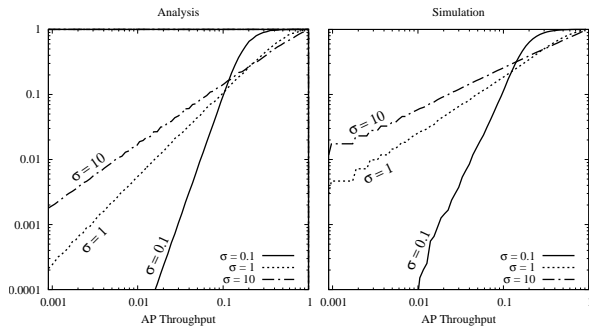 Analysis
Simulation
1
0.1
0.01
0.001
0.0001
σ = 10
σ = 1
σ = 0.1
σ = 0.1
σ = 1
σ = 10
0.001
0.01
0.1
1
AP Throughput
σ = 10
σ = 1
σ = 0.1
σ = 0.1
σ = 1
σ = 10
0.001
0.01
0.1
1
AP Throughput